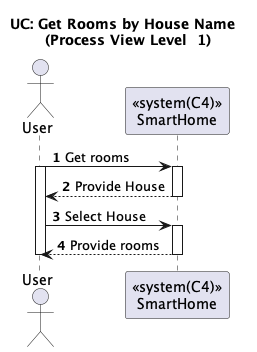 UC: Get Rooms by House Name
(Process View Level 1)
User
«system(C4)»
SmartHome
1 Get rooms
2 Provide House
3 Select House
4 Provide rooms
User
«system(C4)»
SmartHome